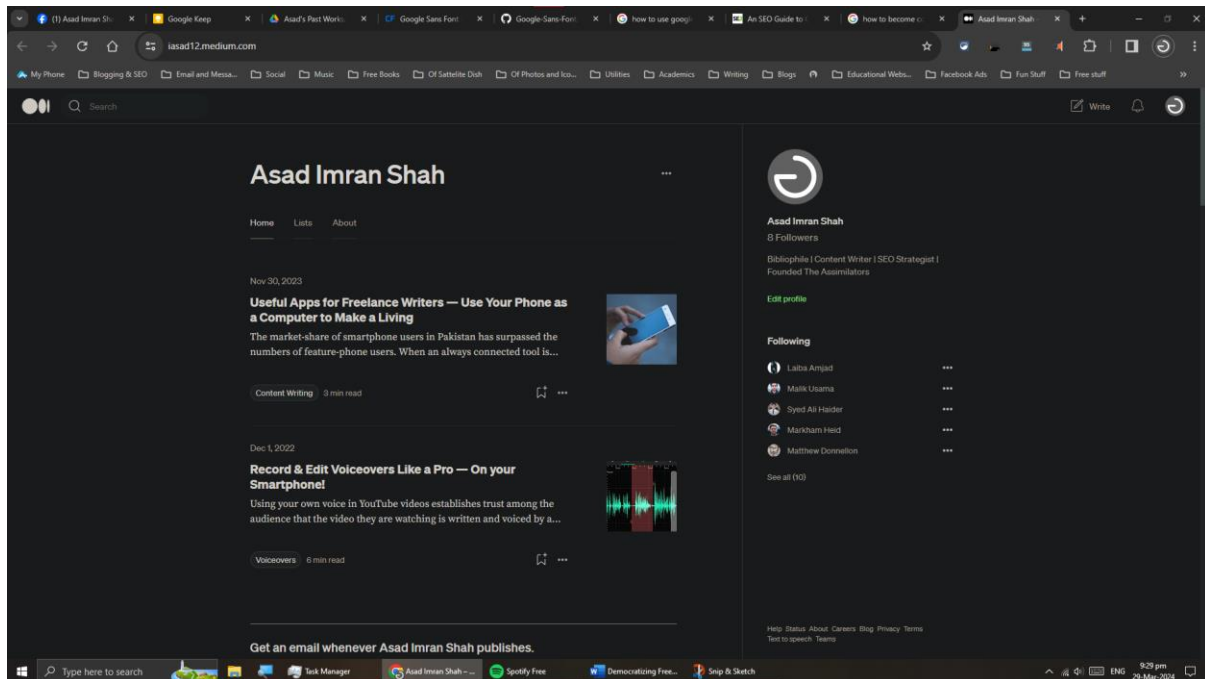 (1) Asad Imran Sh
Google Keep
Asad's Past Works
Google Sans Font
Google-Sans-Font
how to use googl
An SEO Guide to
how to become co
Asad Imran Shah
iasad12.medium.com
My Phone
Blogging & SEO
Email and Messa...
Social
Music
Free Books
Of Sattelite Dish
Of Photos and Ico...
Utilities
Academics
Writing
Blogs
Educational Webs...
Facebook Ads
Fun Stuff
Free stuff
Search
Write
Asad Imran Shah
Home Lists About
Nov 30, 2023
Useful Apps for Freelance Writers — Use Your Phone as
a Computer to Make a Living
The market-share of smartphone users in Pakistan has surpassed the
numbers of feature-phone users. When an always connected tool is...
Content Writing 3 min read
Dec 1, 2022
Record & Edit Voiceovers Like a Pro — On your
Smartphone!
Using your own voice in YouTube videos establishes trust among the
audience that the video they are watching is written and voiced by a...
Voiceovers 6 min read
Get an email whenever Asad Imran Shah publishes.
Asad Imran Shah
8 Followers
Bibliophile | Content Writer | SEO Strategist |
Founded The Assimilators
Edit profile
Following
Laiba Amjad
Malik Usama
Syed Ali Haider
Markham Heid
Matthew Donnellon
See all (10)
Help Status About Careers Blog Privacy Terms
Text to speech Teams
Type here to search
Task Manager
Asad Imran Shah – ...
Spotify Free
Democratizing Free...
Snip & Sketch
ENG
9:29 pm
29-Mar-2024